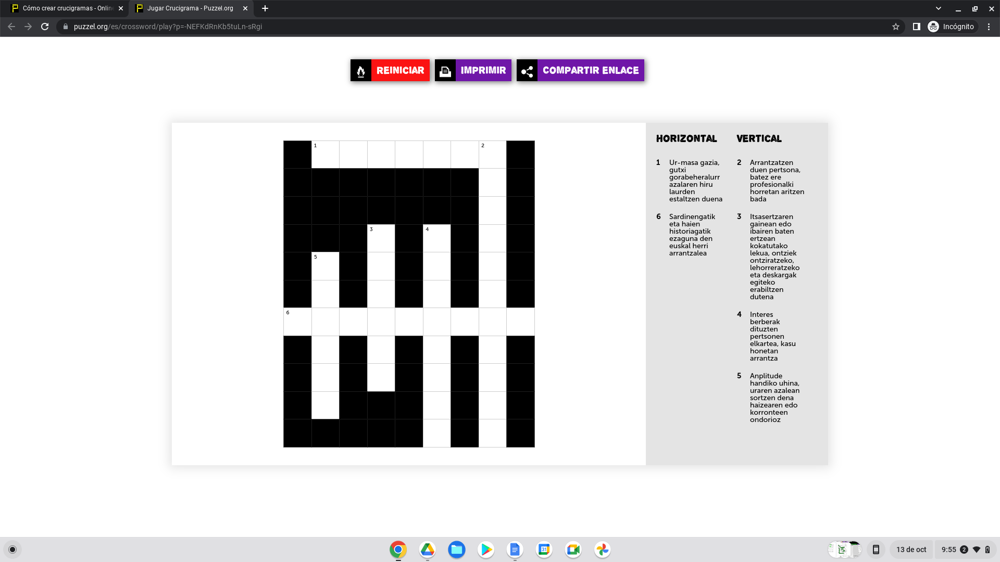 Cómo crear crucigramas - Online
Jugar Crucigrama - Puzzel.org
puzzel.org/es/crossword/play?p=-NEFKdRnKb5tuLn-sRgi
Incógnito
REINICIAR
IMPRIMIR
COMPARTIR ENLACE
1
2
3
4
5
6
HORIZONTAL
1 Ur-masa gazia,
gutxi
gorabeheralurr
azalaren hiru
laurden
estaltzen duena
6 Sardinengatik
eta haien
historiagatik
ezaguna den
euskal herri
arrantzalea
VERTICAL
2 Arrantzatzen
duen pertsona,
batez ere
profesionalki
horretan aritzen
bada
3 Itsasertzaren
gainean edo
ibairen baten
ertzean
kokatutako
lekua, ontziek
ontziratzeko,
lehorreratzeko
eta deskargak
egiteko
erabiltzen
dutena
4 Interes
berberak
dituzten
pertsonen
elkartea, kasu
honetan
arrantza
5 Anplitude
handiko uhina,
uraren azalean
sortzen dena
haizearen edo
korronteen
ondorioz
31
13 de oct
9:55 2